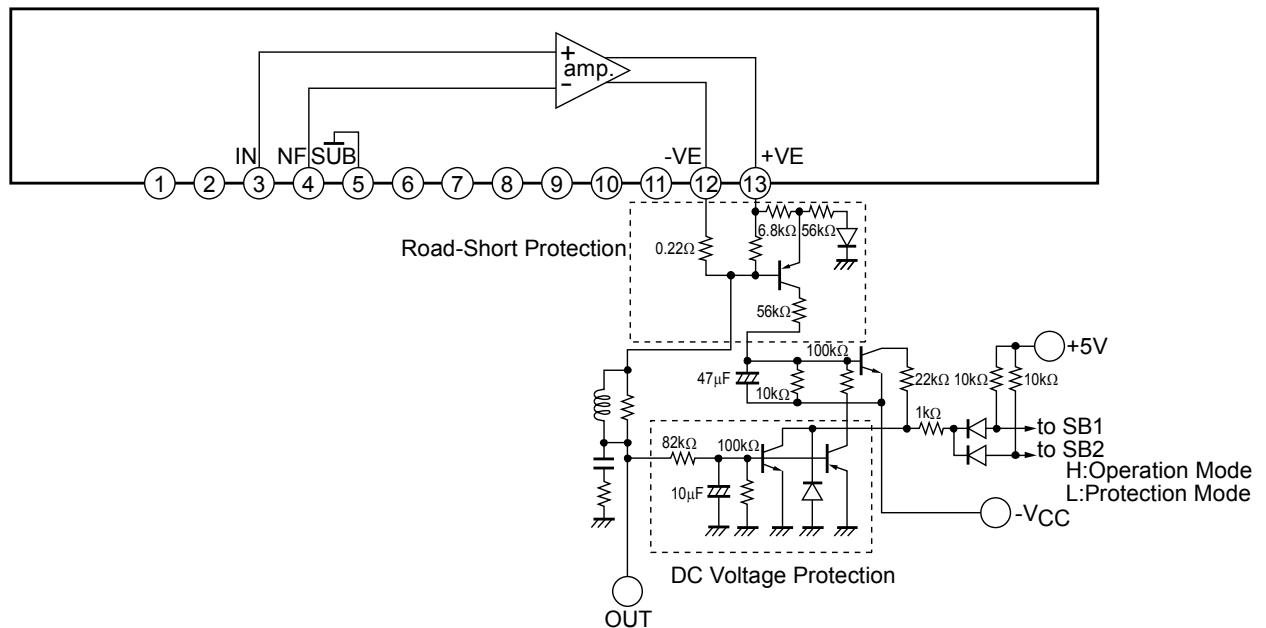 +
amp.
-
IN NF SUB -VE +VE
1 2 3 4 5 6 7 8 9 10 11 12 13
6.8kΩ 56kΩ
Road-Short Protection
0.22Ω
56kΩ
100kΩ
+5V
47μF
10kΩ
22kΩ
10kΩ
10kΩ
1kΩ
to SB1
to SB2
H:Operation Mode
L:Protection Mode
82kΩ
100kΩ
10μF
-VCC
DC Voltage Protection
OUT